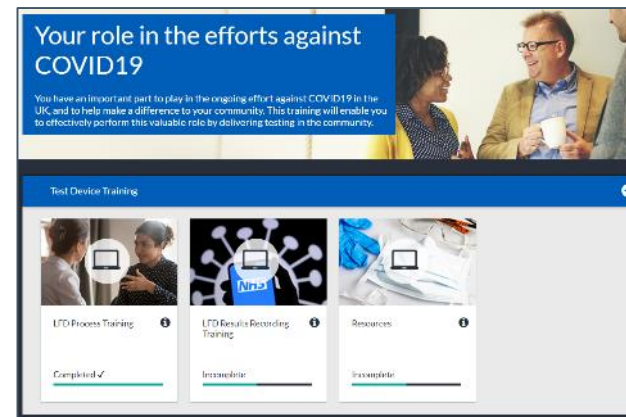 Your role in the efforts against
COVID19
You have an important part to play in the ongoing effort against COVID19 in the
UK, and to help make a difference to your community. This training will enable you
to effectively perform this valuable role by delivering testing in the community.
Test Device Training
NHS
LFD Process Training
LFD Results Recording
Training
Resources
Completed ✓
Incomplete
Incomplete